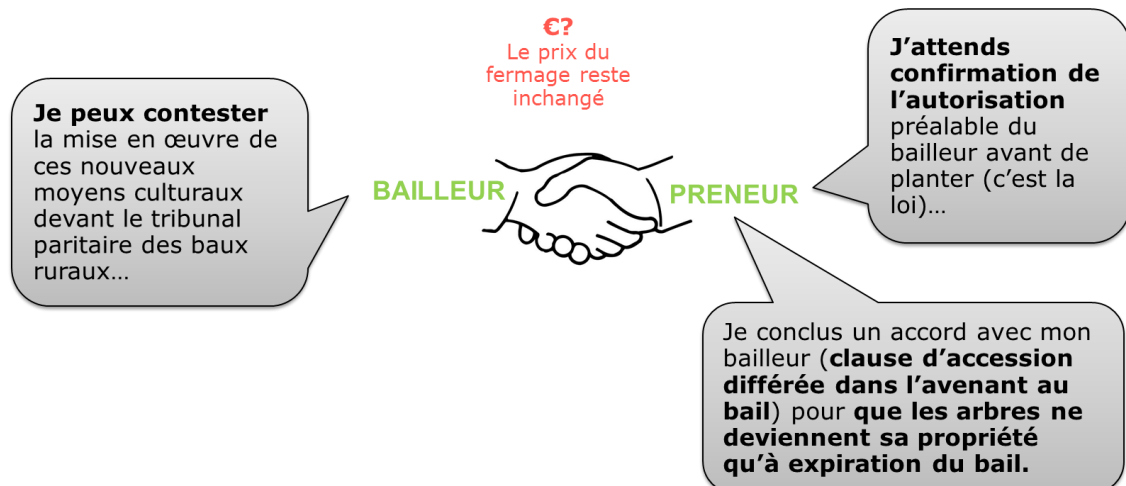 €?
Le prix du
fermage reste
inchangé
Je peux contester
la mise en œuvre de
ces nouveaux
moyens culturaux
devant le tribunal
paritaire des baux
ruraux…
BAILLEUR
PRENEUR
J’attends
confirmation de
l’autorisation
préalable du
bailleur avant de
planter (c’est la
loi)…
Je conclus un accord avec mon
bailleur (clause d’accession
différée dans l’avenant au
bail) pour que les arbres ne
deviennent sa propriété
qu’à expiration du bail.